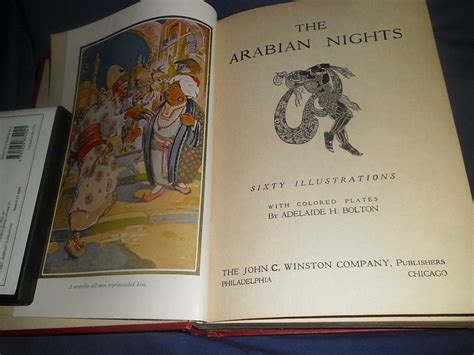 THE
ARABIAN NIGHTS
SIXTY ILLUSTRATIONS
WITH COLORED PLATES
BY ADELAIDE H. BOLTON
THE JOHN C. WINSTON COMPANY, PUBLISHERS
PHILADELPHIA CHICAGO